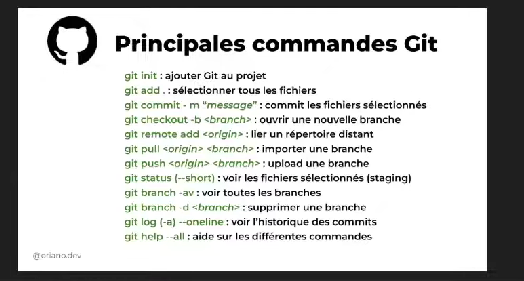 Principales commandes Git
git init : ajouter Git au projet
git add . : sélectionner tous les fichiers
git commit - m “message” : commit les fichiers sélectionnés
git checkout -b <branch> : ouvrir une nouvelle branche
git remote add <origin> : lier un répertoire distant
git pull <origin> <branch> : importer une branche
git push <origin> <branch> : upload une branche
git status (--short) : voir les fichiers sélectionnés (staging)
git branch -av : voir toutes les branches
git branch -d <branch> : supprimer une branche
git log (-a) --oneline : voir l'historique des commits
git help --all : aide sur les différentes commandes
@oriano.dev